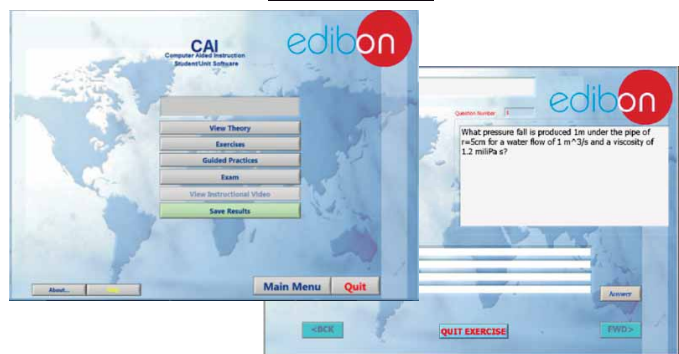 CAI
Computer Aided Instruction
Student/Unit Software
edibon
View Theory
Exercises
Guided Practices
Exam
View Instructional Video
Save Results
About...
Main Menu
Quit
edibon
Question Number
1
What pressure fall is produced 1m under the pipe of
r=5cm for a water flow of 1 m^3/s and a viscosity of
1.2 miliPa s?
Answer
<BCK
QUIT EXERCISE
FWD>